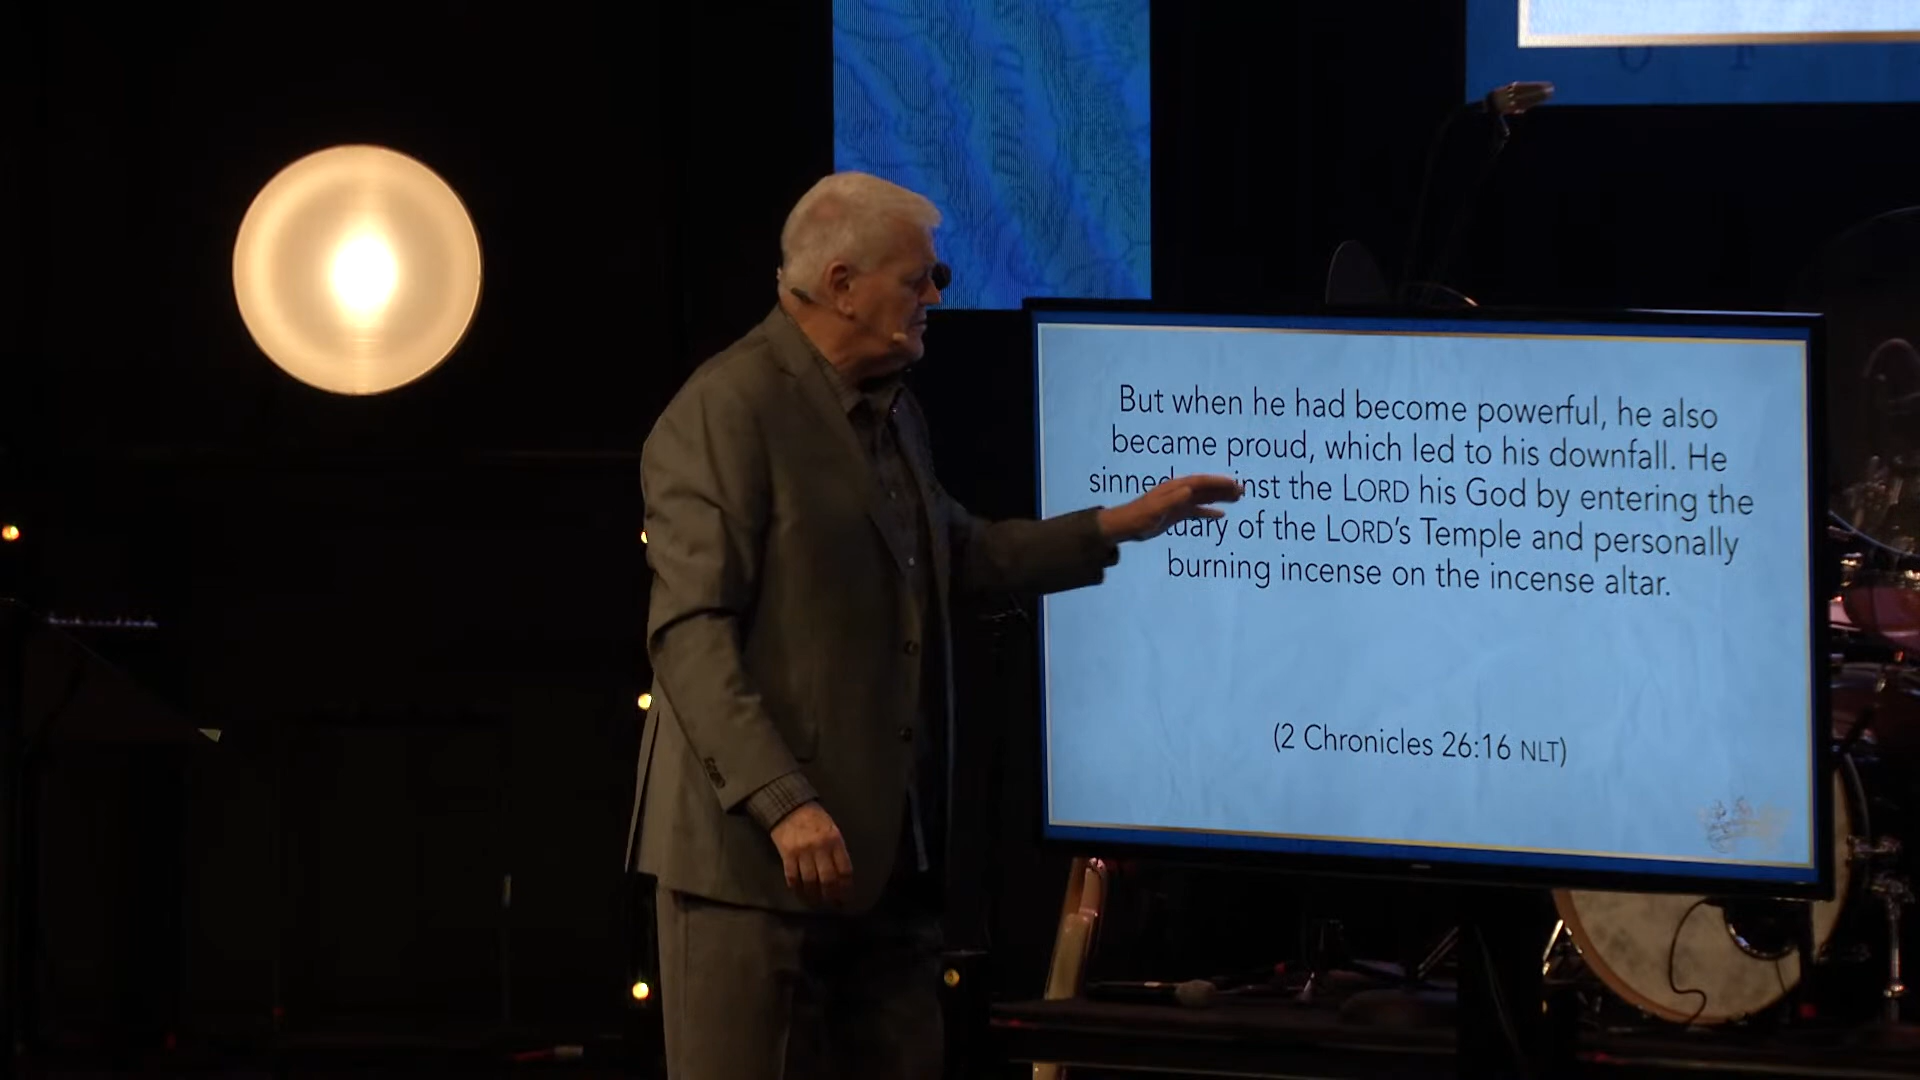 But when he had become powerful, he also
became proud, which led to his downfall. He
the LORD his God by entering the
of the LORD'S Temple and personally
burning incense on the incense altar.
(2 Chronicles 26:16 NLT)